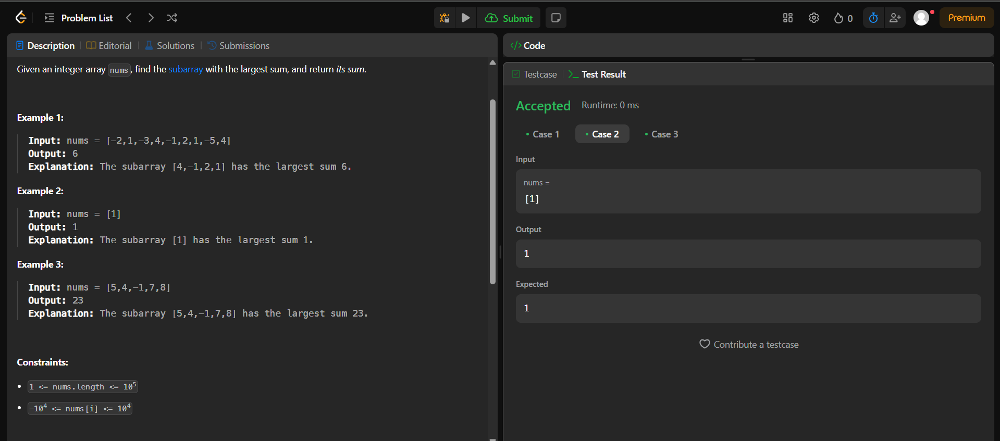 Problem List
Submit
0
Premium
Description
Editorial
Solutions
Submissions
Given an integer array nums, find the subarray with the largest sum, and return its sum.
Example 1:
Input: nums = [-2,1,-3,4,-1,2,1,-5,4]
Output: 6
Explanation: The subarray [4,-1,2,1] has the largest sum 6.
Example 2:
Input: nums = [1]
Output: 1
Explanation: The subarray [1] has the largest sum 1.
Example 3:
Input: nums = [5,4,-1,7,8]
Output: 23
Explanation: The subarray [5,4,-1,7,8] has the largest sum 23.
Constraints:
• 1 <= nums.length <= 10⁵
• -10⁴ <= nums[i] <= 10⁴
</> Code
Testcase
Test Result
Accepted Runtime: 0 ms
• Case 1 • Case 2 • Case 3
Input
nums =
[1]
Output
1
Expected
1
Contribute a testcase